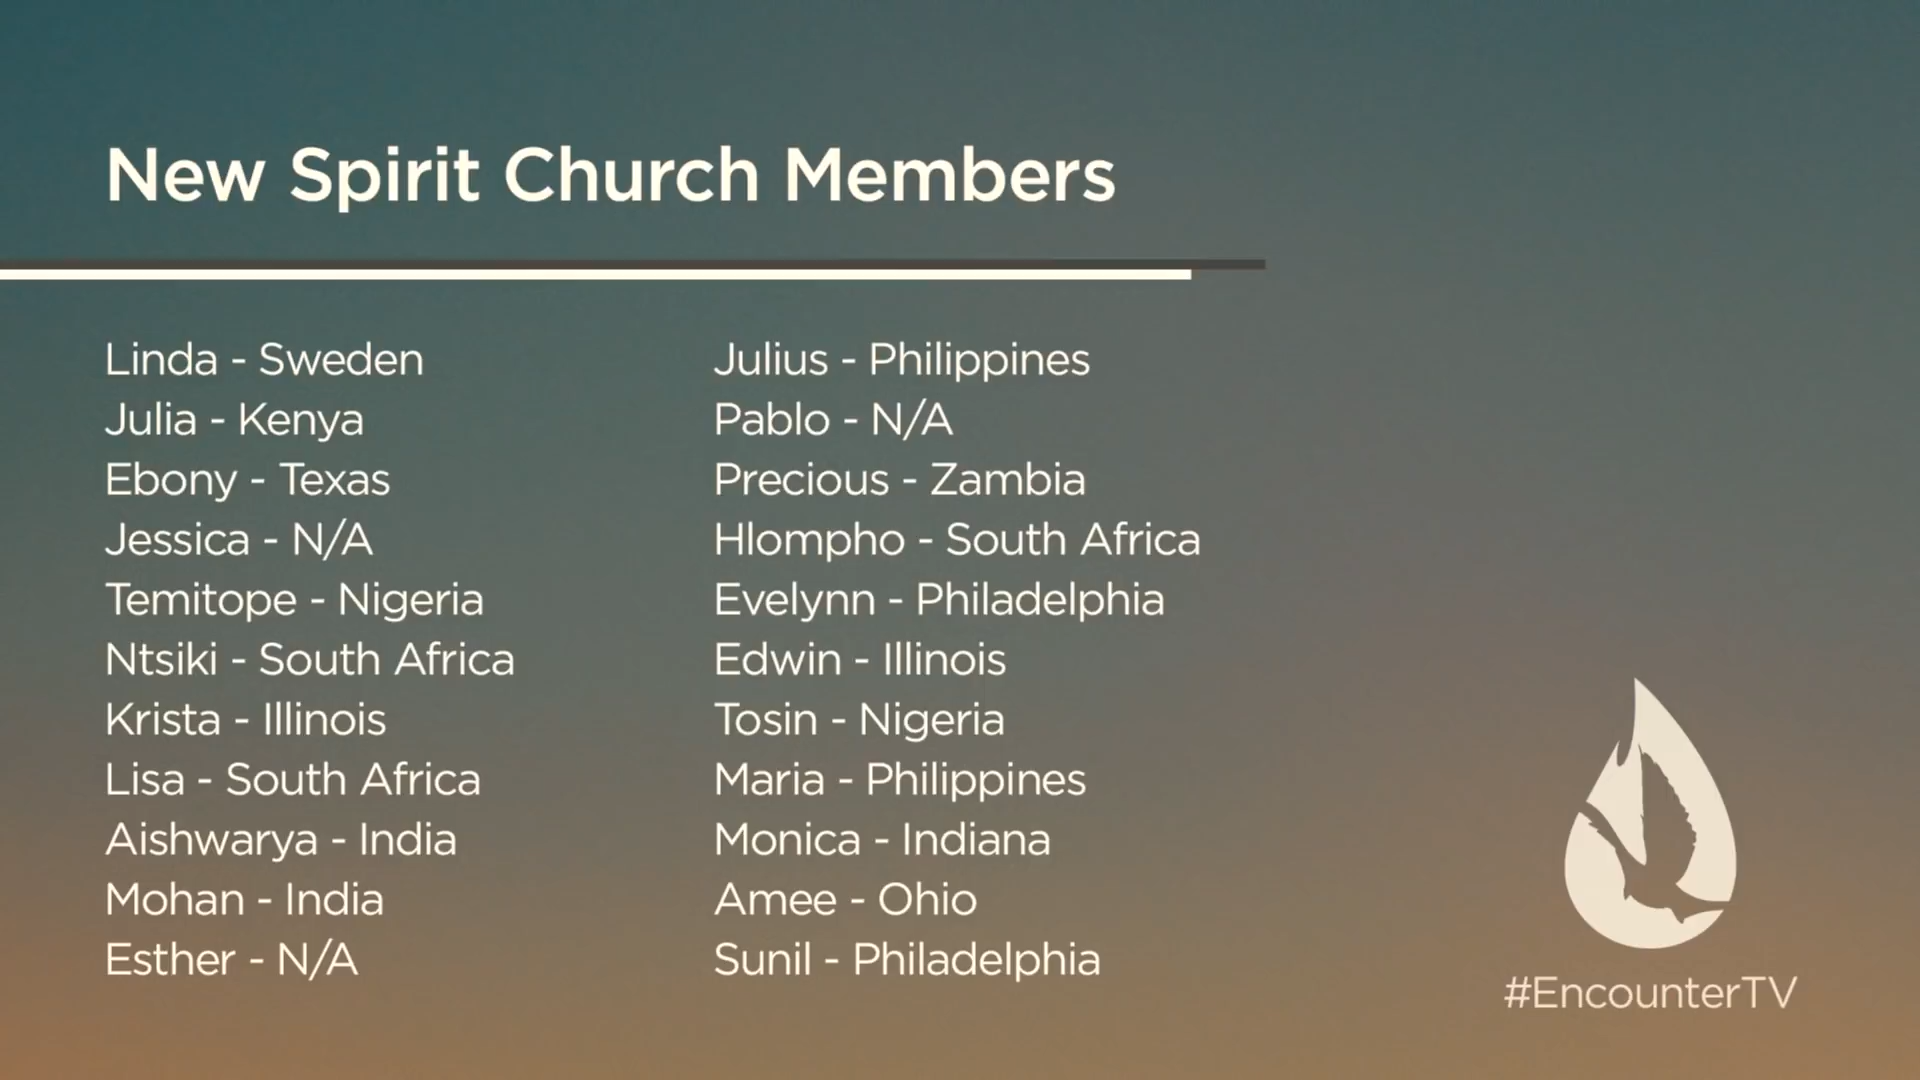 New Spirit Church Members
Linda - Sweden
Julia - Kenya
Ebony - Texas
Jessica - N/A
Temitope - Nigeria
Ntsiki - South Africa
Krista - Illinois
Lisa - South Africa
Aishwarya - India
Mohan - India
Esther - N/A
Julius - Philippines
Pablo - N/A
Precious - Zambia
Hlompho - South Africa
Evelynn - Philadelphia
Edwin - Illinois
Tosin - Nigeria
Maria - Philippines
Monica - Indiana
Amee - Ohio
Sunil - Philadelphia
#EncounterTV